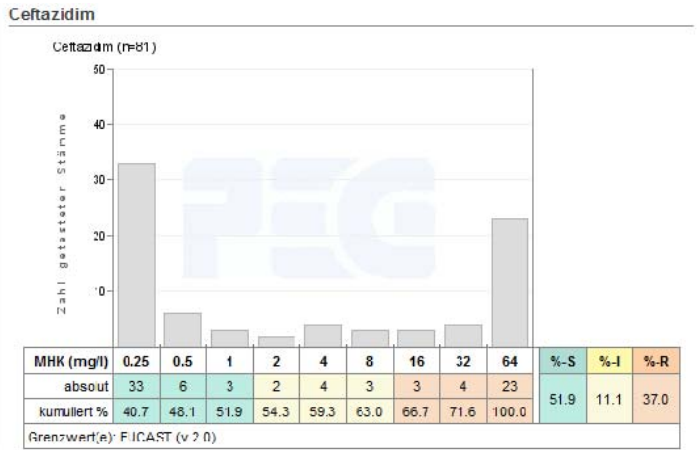 Ceftazidim
Ceftazidim (n=81)
50
40
30
20
10
Zahl getesteter Stämme
PEG
MHK (mg/l) 0.25 0.5 1 2 4 8 16 32 64 %-S %-I %-R
absolut 33 6 3 2 4 3 3 4 23 51.9 11.1 37.0
kumuliert % 40.7 48.1 51.9 54.3 59.3 63.0 66.7 71.6 100.0
Grenzwert(e): EUCAST (v 2.0)